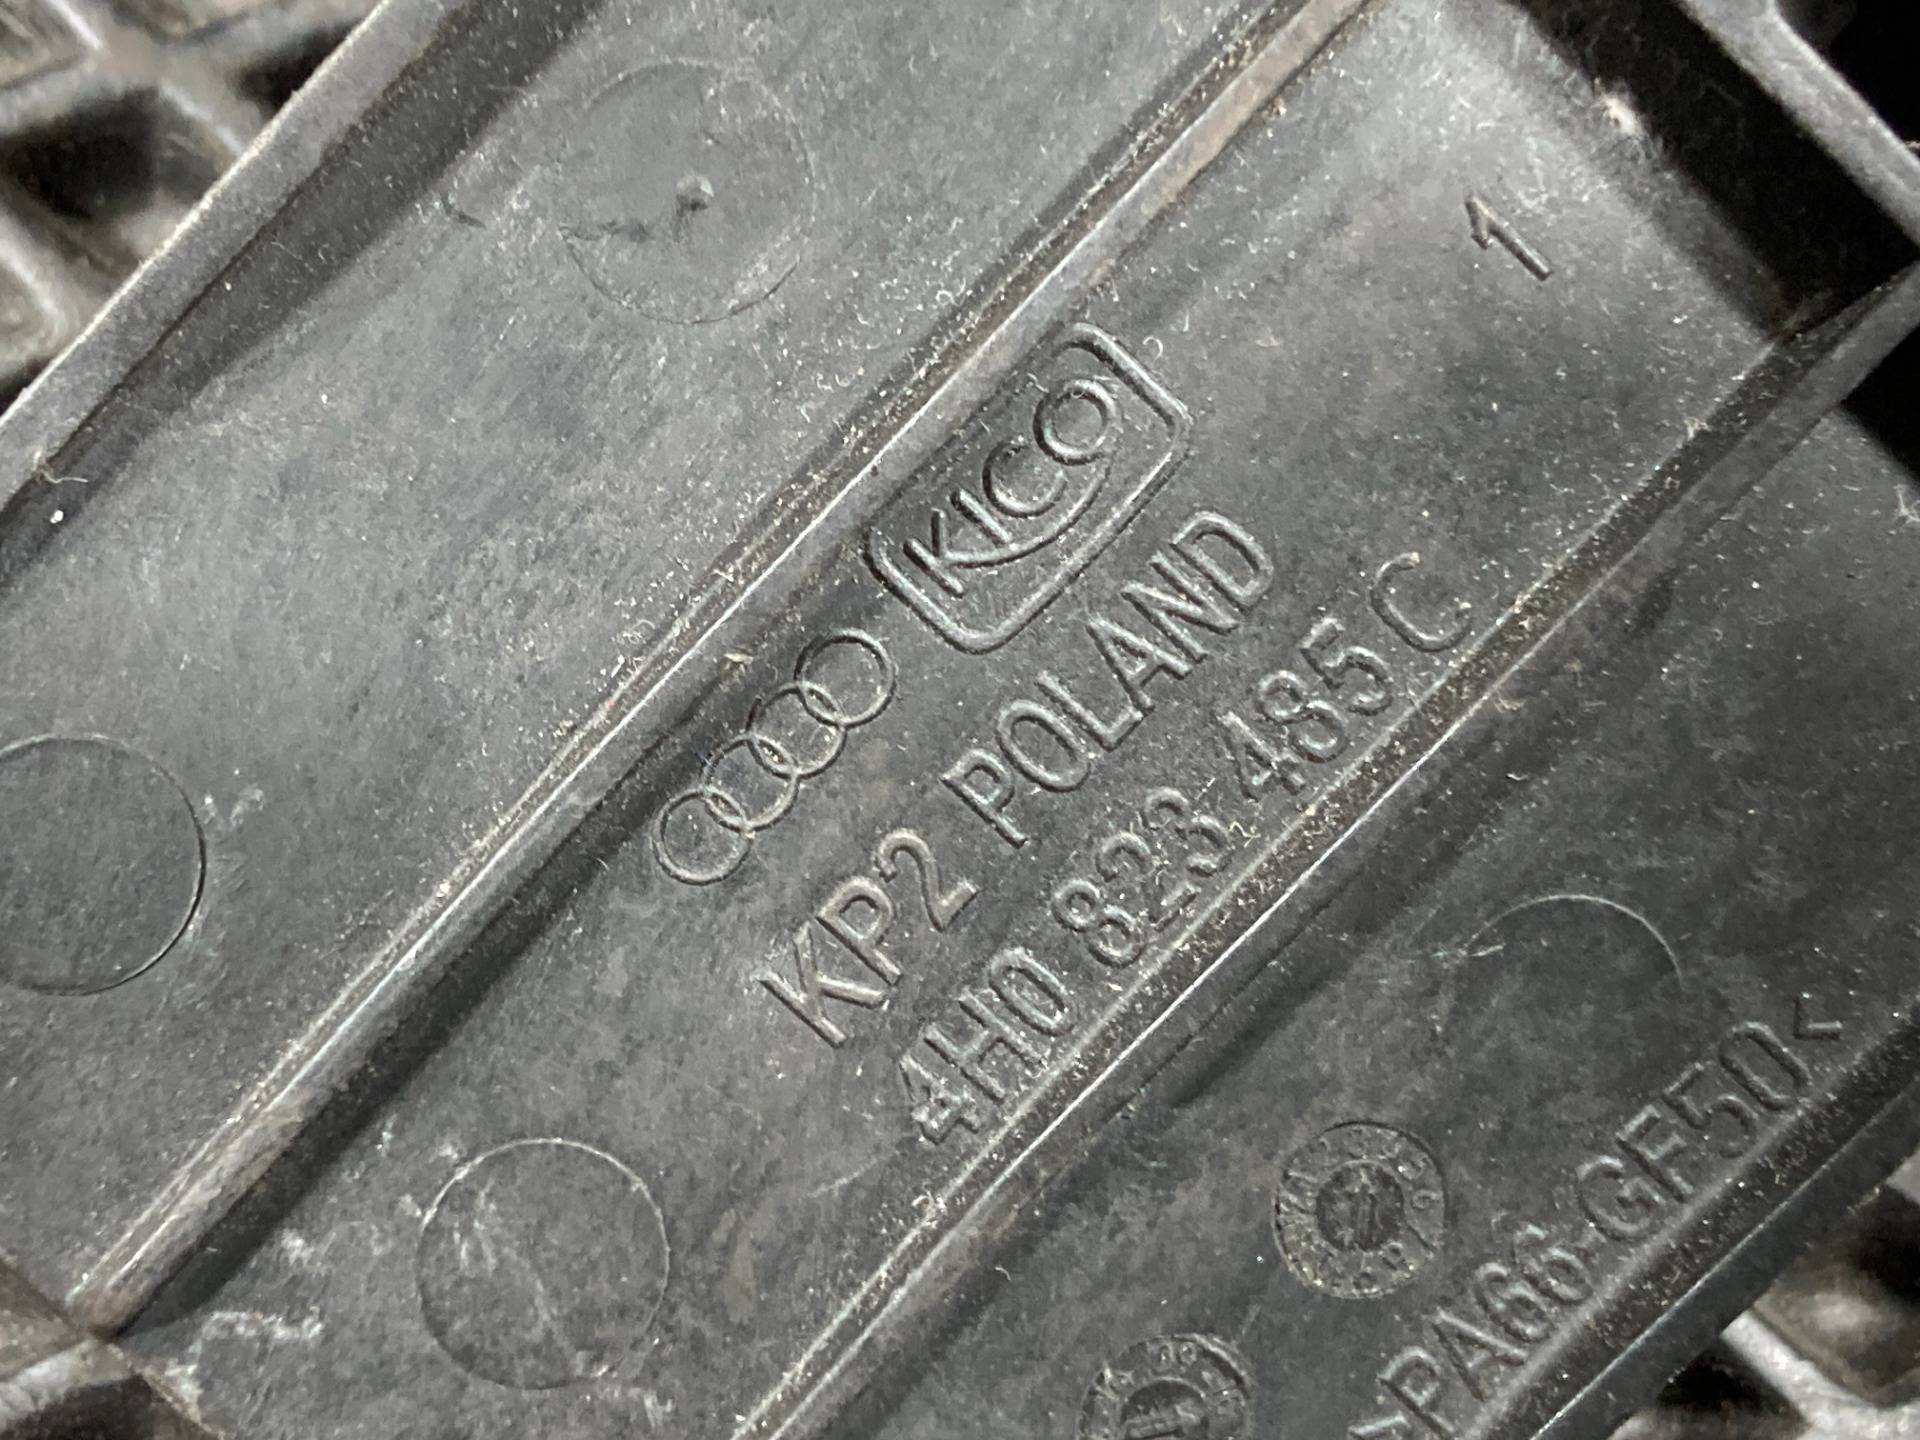 1
KICO
KP2 POLAND
4H0 823 485 C
>PA66-GF50<